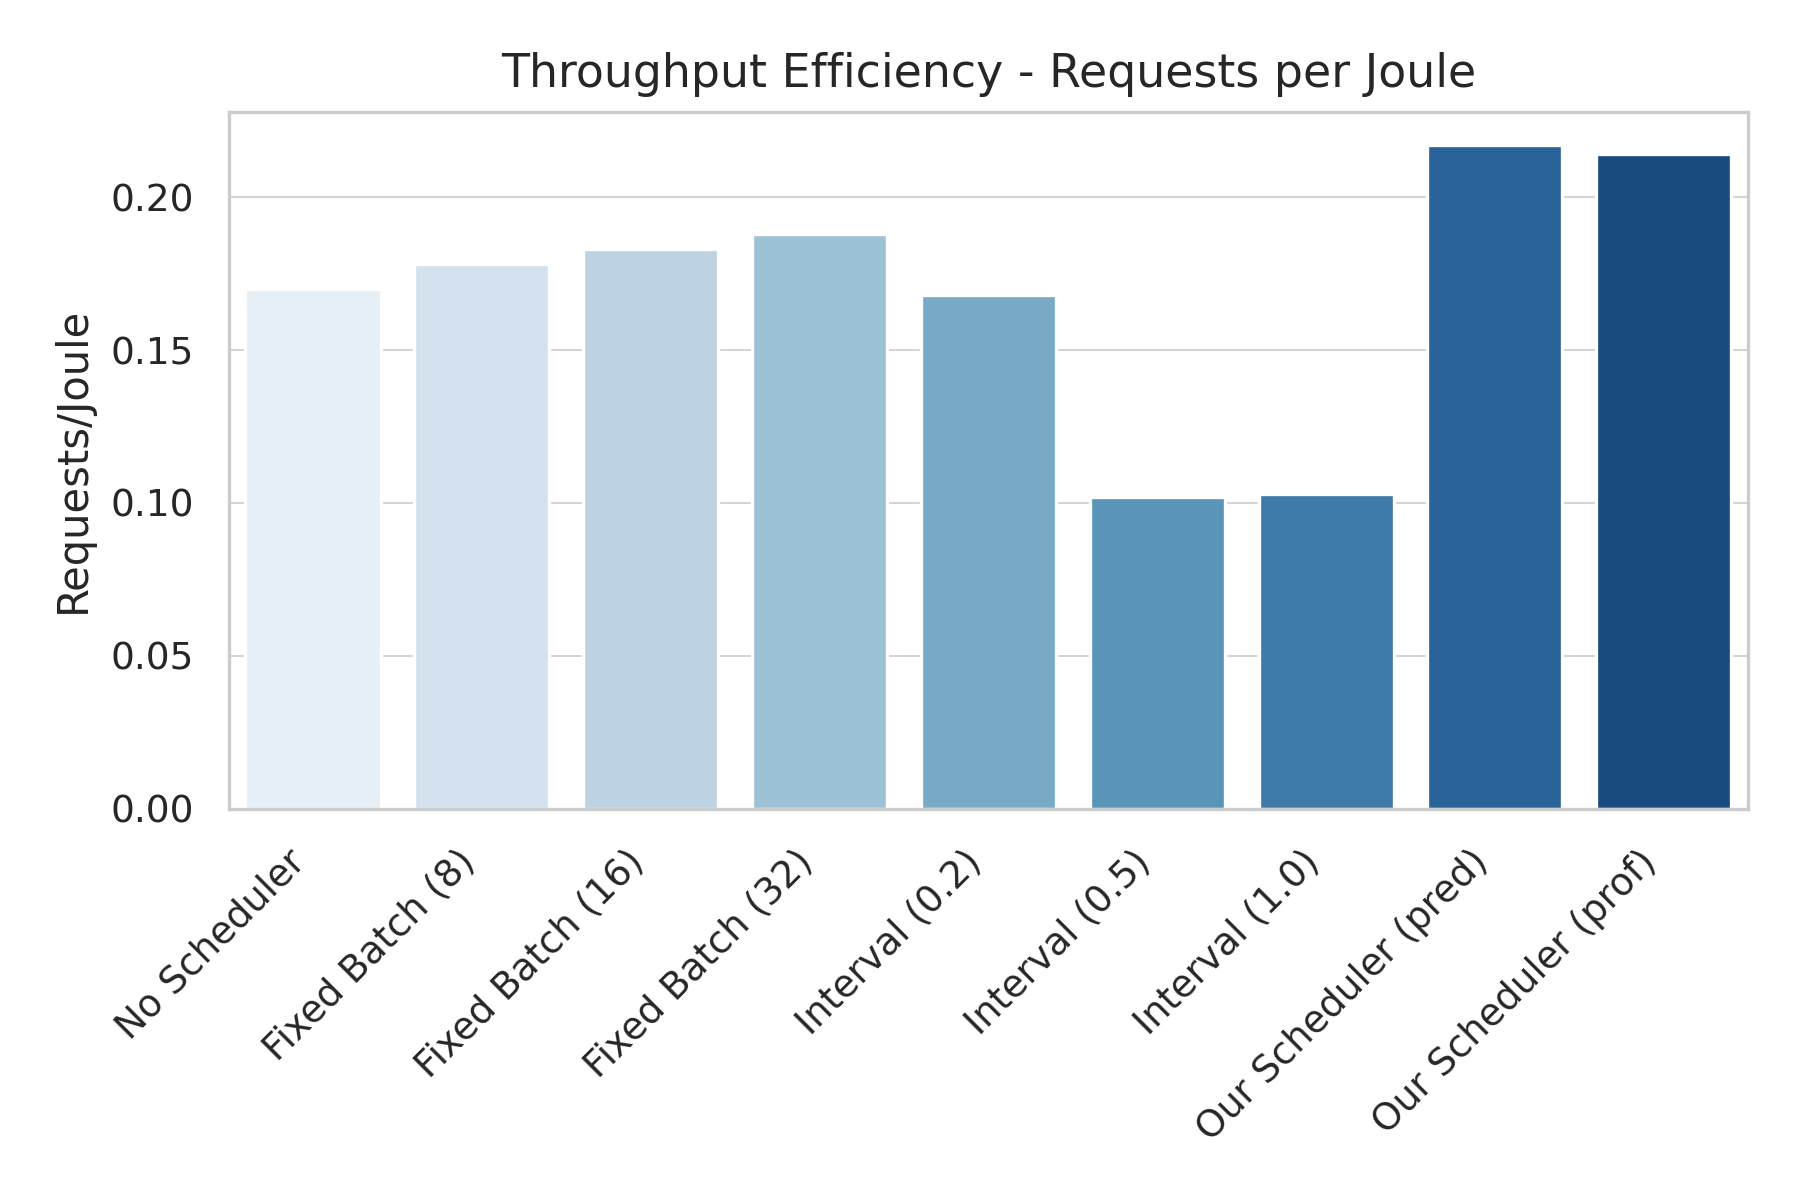 Throughput Efficiency - Requests per Joule
Requests/Joule
0.20
0.15
0.10
0.05
0.00
No Scheduler
Fixed Batch (8)
Fixed Batch (16)
Fixed Batch (32)
Interval (0.2)
Interval (0.5)
Interval (1.0)
Our Scheduler (pred)
Our Scheduler (prof)